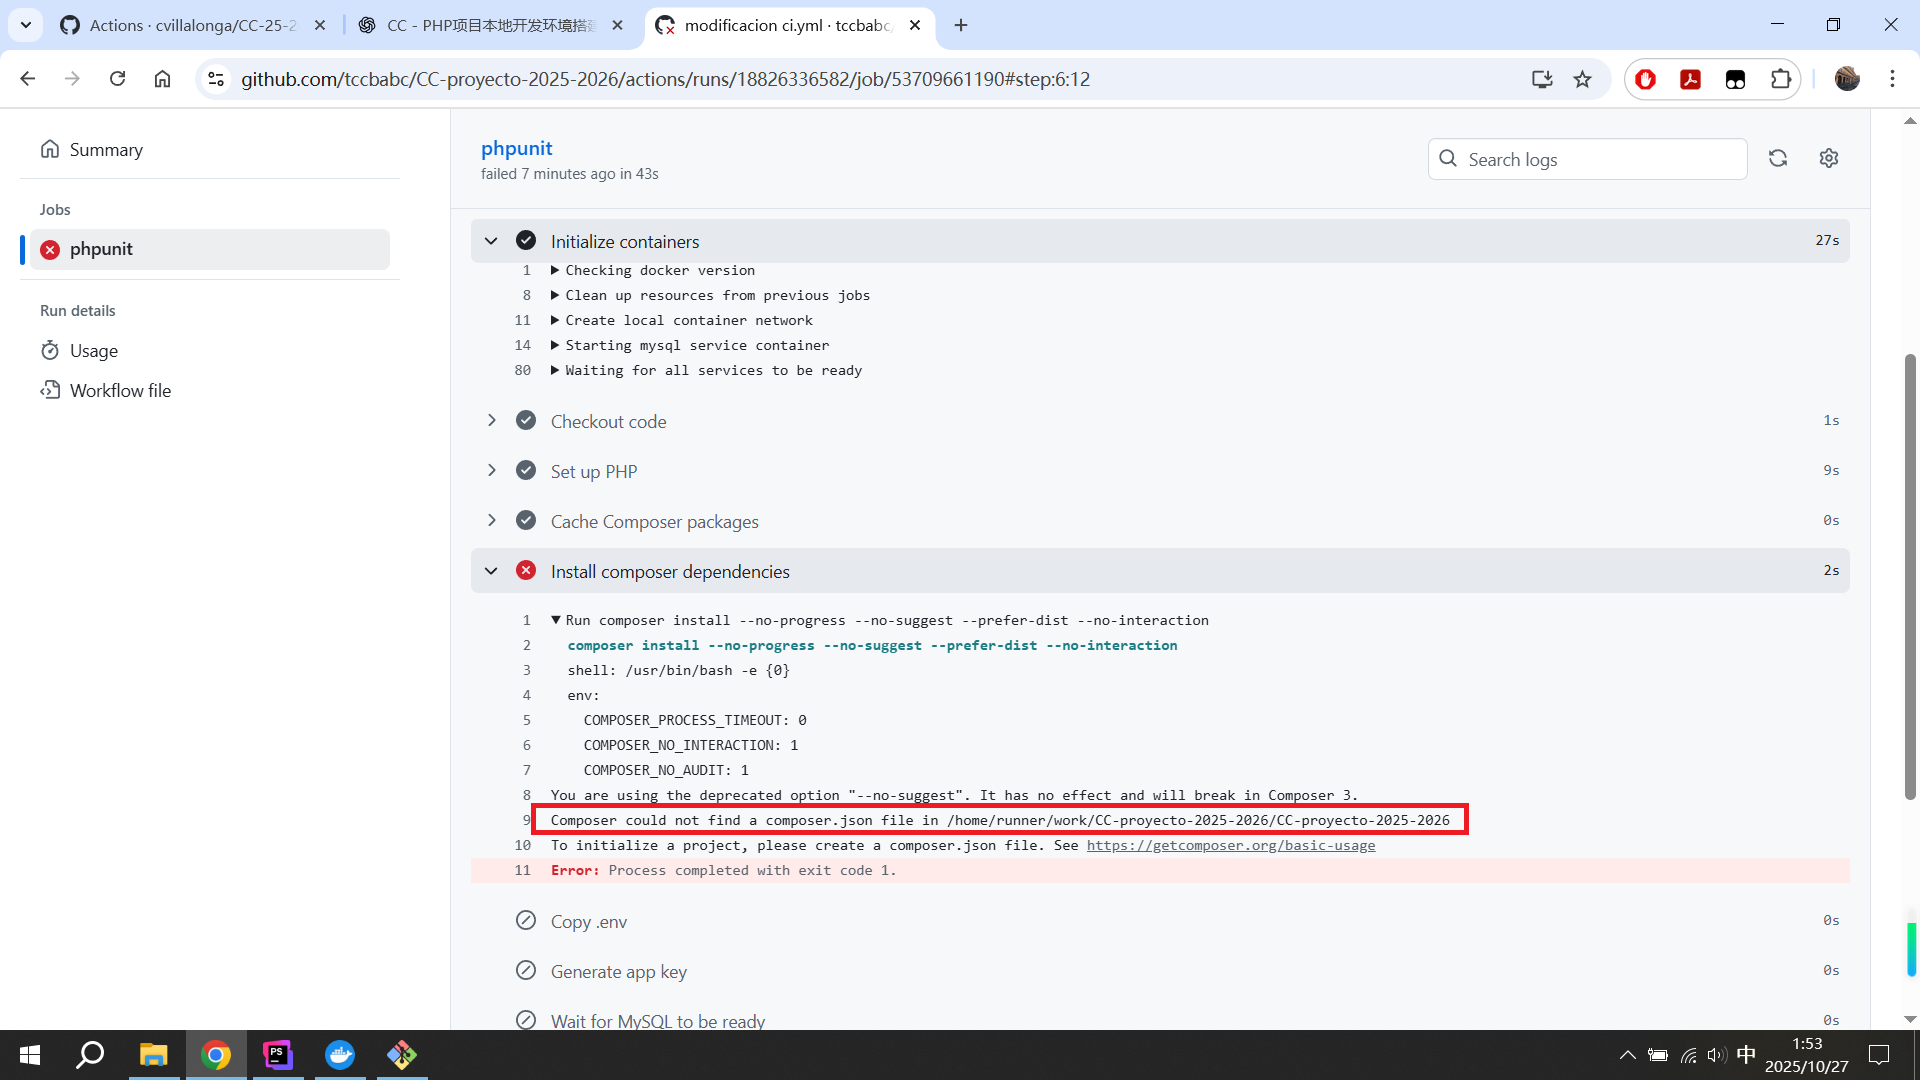 Actions · cvillalonga/CC-25-2
CC - PHP项目本地开发环境搭建
modificacion ci.yml · tccbabc/
github.com/tccbabc/CC-proyecto-2025-2026/actions/runs/18826336582/job/53709661190#step:6:12
Summary
Jobs
phpunit
Run details
Usage
Workflow file
phpunit
failed 7 minutes ago in 43s
Search logs
Initialize containers 27s
1 Checking docker version
8 Clean up resources from previous jobs
11 Create local container network
14 Starting mysql service container
80 Waiting for all services to be ready
Checkout code 1s
Set up PHP 9s
Cache Composer packages 0s
Install composer dependencies 2s
1 Run composer install --no-progress --no-suggest --prefer-dist --no-interaction
2 composer install --no-progress --no-suggest --prefer-dist --no-interaction
3 shell: /usr/bin/bash -e {0}
4 env:
5 COMPOSER_PROCESS_TIMEOUT: 0
6 COMPOSER_NO_INTERACTION: 1
7 COMPOSER_NO_AUDIT: 1
8 You are using the deprecated option "--no-suggest". It has no effect and will break in Composer 3.
9 Composer could not find a composer.json file in /home/runner/work/CC-proyecto-2025-2026/CC-proyecto-2025-2026
10 To initialize a project, please create a composer.json file. See https://getcomposer.org/basic-usage
11 Error: Process completed with exit code 1.
Copy .env 0s
Generate app key 0s
Wait for MySQL to be ready 0s
PS
中
1:53
2025/10/27